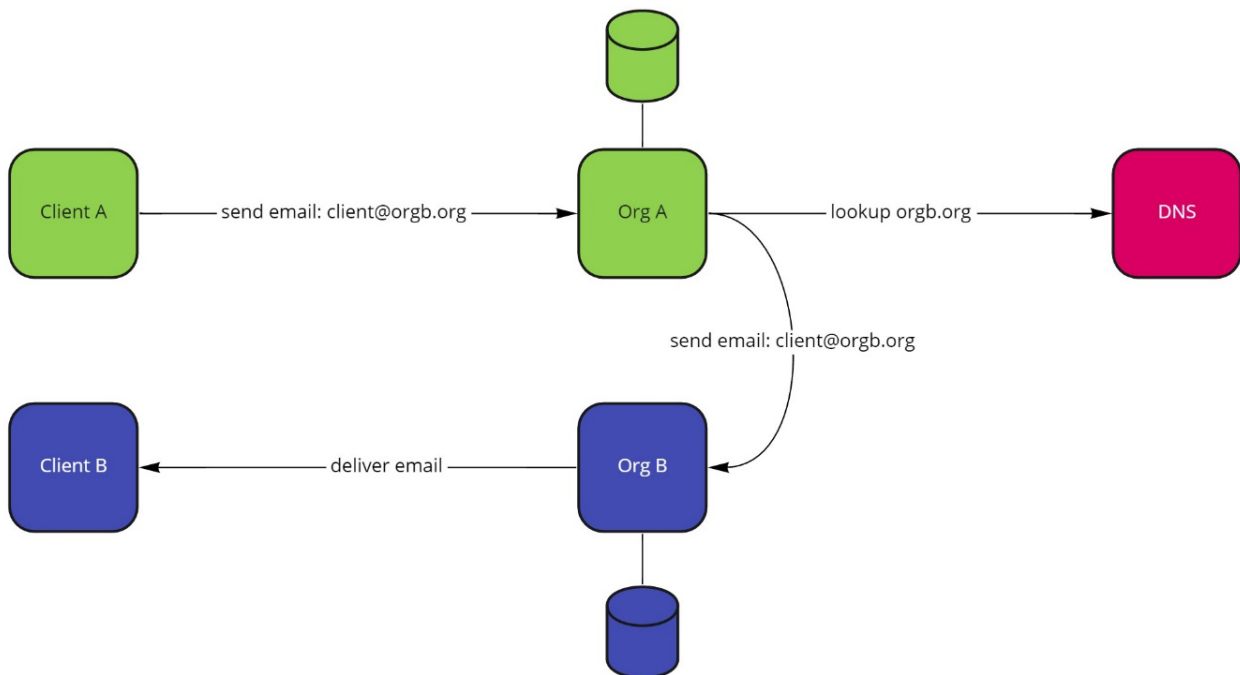 Client A
send email: client@orgb.org
Org A
lookup orgb.org
DNS
send email: client@orgb.org
Client B
deliver email
Org B